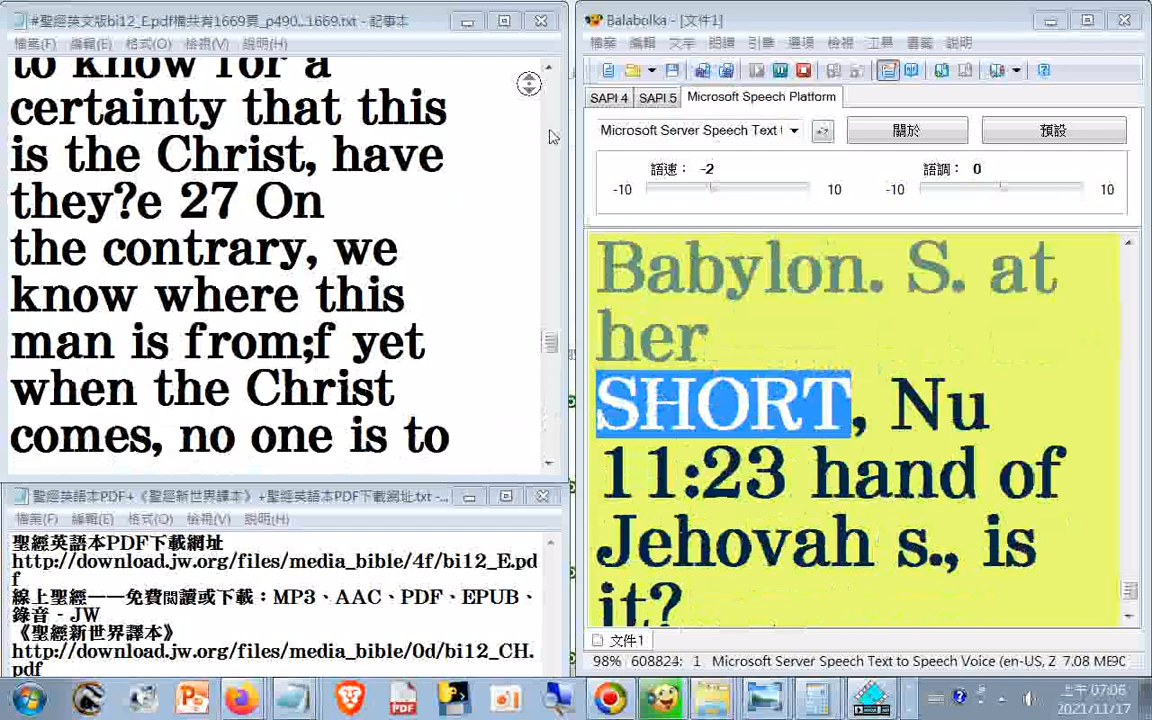 #聖經英文版bi12_E.pdf檔共有1669頁_p490...1669.txt - 記事本
檔案(F) 編輯(E) 格式(O) 檢視(V) 說明(H)
to know for a
certainty that this
is the Christ, have
they?e 27 On
the contrary, we
know where this
man is from;f yet
when the Christ
comes, no one is to
聖經英語本PDF+《聖經新世界譯本》+聖經英語本PDF下載網址.txt - ...
檔案(F) 編輯(E) 格式(O) 檢視(V) 說明(H)
聖經英語本PDF下載網址
http://download.jw.org/files/media_bible/4f/bi12_E.pd
f
線上聖經——免費閱讀或下載：MP3、AAC、PDF、EPUB、
錄音 - JW
《聖經新世界譯本》
http://download.jw.org/files/media_bible/0d/bi12_CH.
pdf
Balabolka - [文件1]
檔案 編輯 文字 朗讀 引擎 選項 檢視 工具 書籤 說明
SAPI 4 SAPI 5 Microsoft Speech Platform
Microsoft Server Speech Text 關於 預設
語速： -2 語調： 0
-10 10 -10 10
Babylon. S. at
her
SHORT, Nu
11:23 hand of
Jehovah s., is
it?
文件1
98% 608824: 1 Microsoft Server Speech Text to Speech Voice (en-US, Z 7.08 ME
上午 07:06
2021/11/17